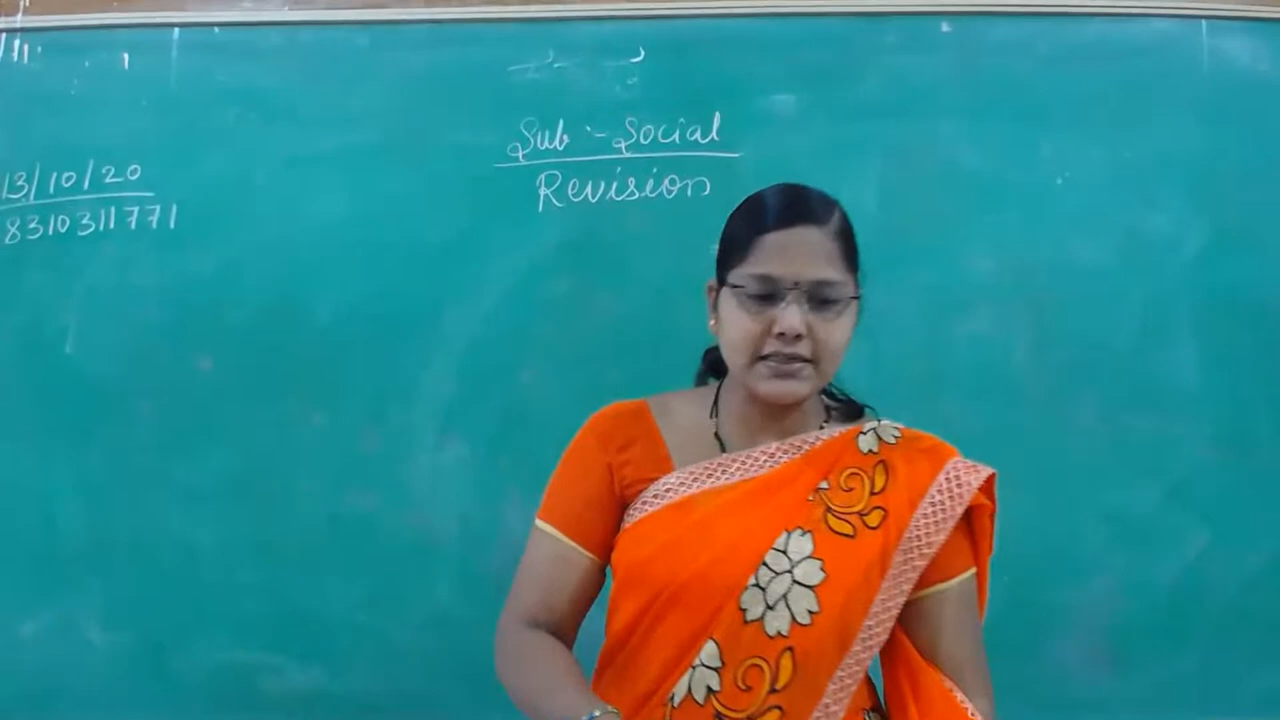 13/10/20
8310311771
Sub :- Social
Revision